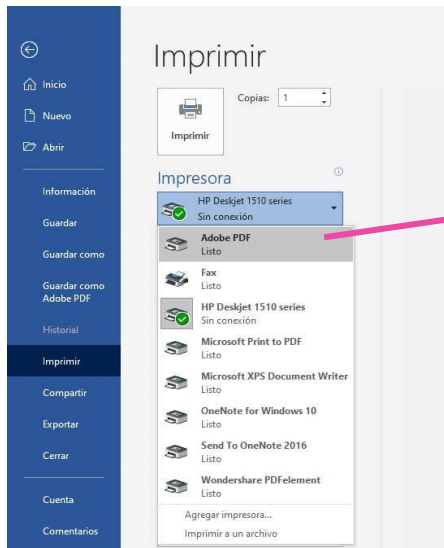 Imprimir
Inicio
Nuevo
Abrir
Información
Guardar
Guardar como
Guardar como
Adobe PDF
Historial
Imprimir
Compartir
Exportar
Cerrar
Cuenta
Comentarios
Copias: 1
Imprimir
Impresora
HP Deskjet 1510 series
Sin conexión
Adobe PDF
Listo
Fax
Listo
HP Deskjet 1510 series
Sin conexión
Microsoft Print to PDF
Listo
Microsoft XPS Document Writer
Listo
OneNote for Windows 10
Listo
Send To OneNote 2016
Listo
Wondershare PDFelement
Listo
Agregar impresora...
Imprimir a un archivo